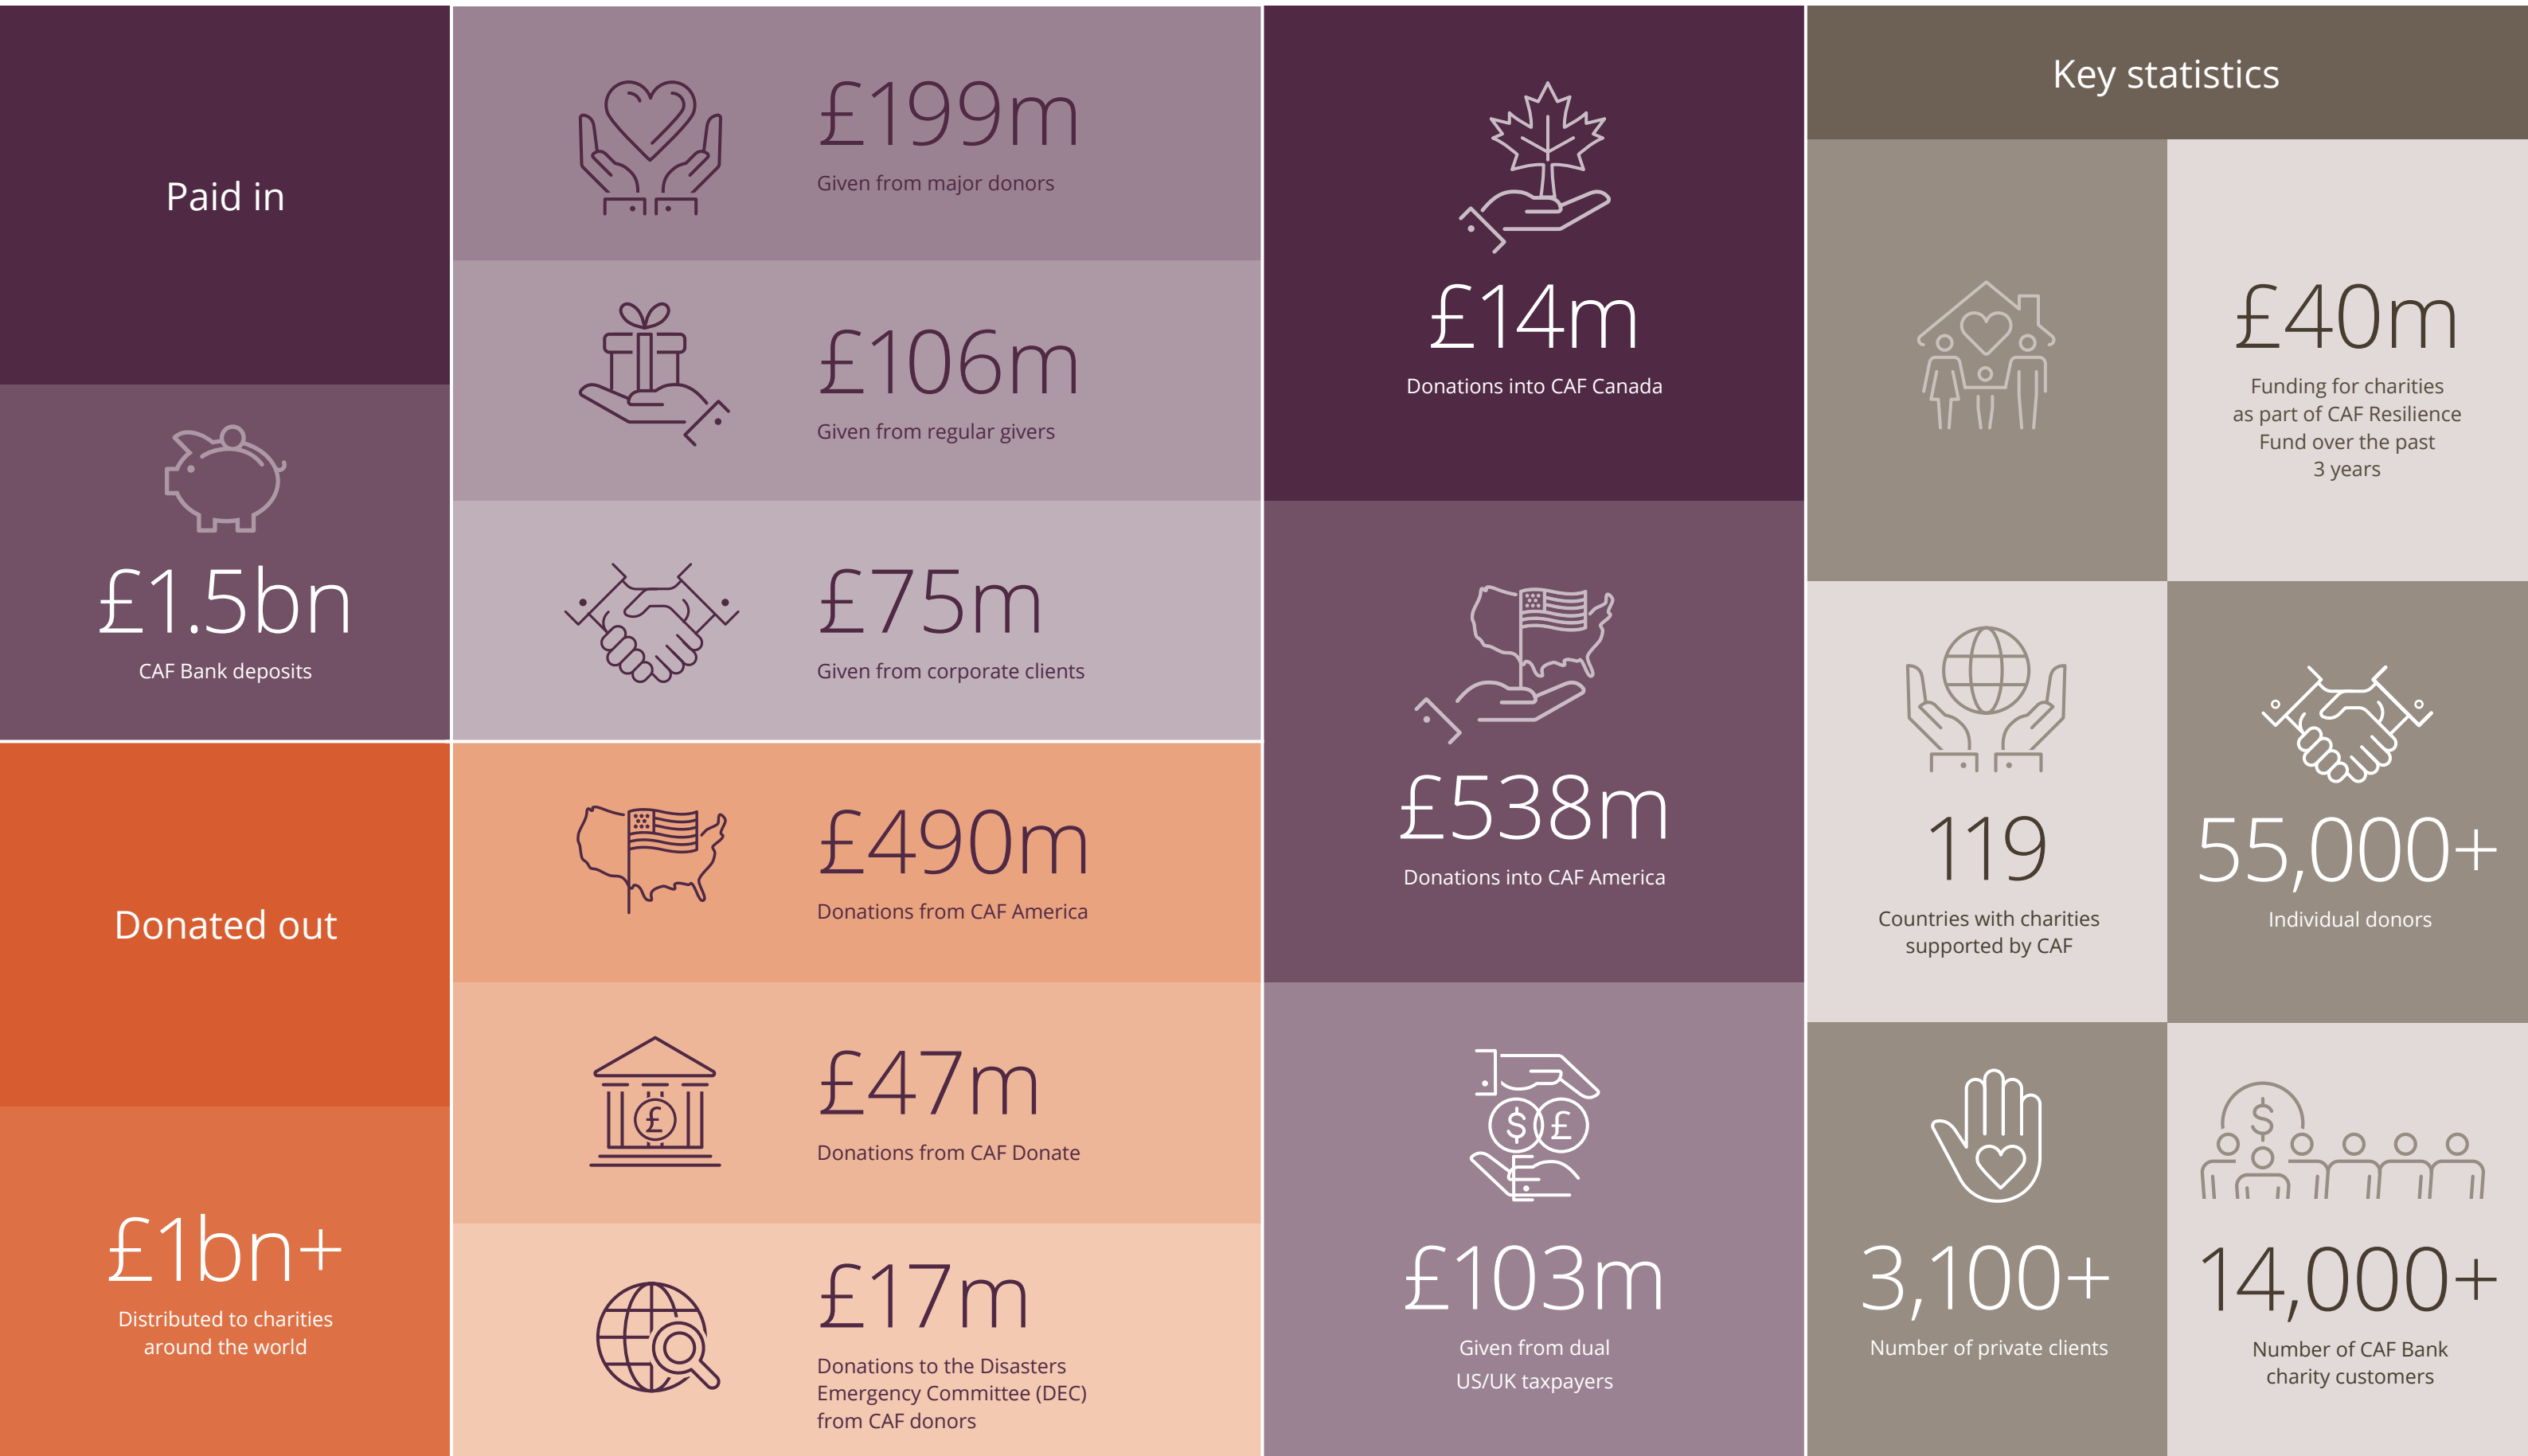 Paid in
£1.5bn
CAF Bank deposits
£199m
Given from major donors
£106m
Given from regular givers
£75m
Given from corporate clients
£14m
Donations into CAF Canada
£538m
Donations into CAF America
$ £
£103m
Given from dual
US/UK taxpayers
Donated out
£1bn+
Distributed to charities
around the world
£490m
Donations from CAF America
£
£47m
Donations from CAF Donate
£17m
Donations to the Disasters
Emergency Committee (DEC)
from CAF donors
Key statistics
£40m
Funding for charities
as part of CAF Resilience
Fund over the past
3 years
119
Countries with charities
supported by CAF
55,000+
Individual donors
3,100+
Number of private clients
$
14,000+
Number of CAF Bank
charity customers